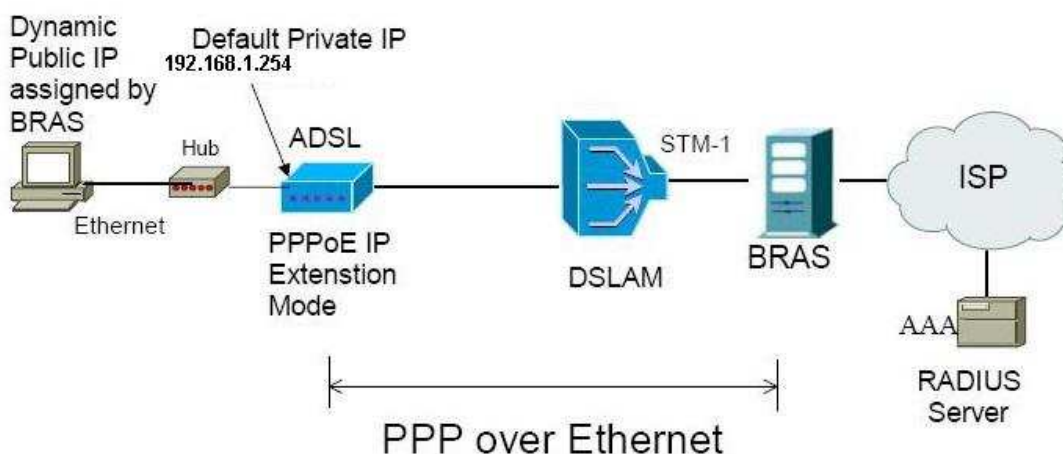 Dynamic
Public IP
assigned by
BRAS
Default Private IP
192.168.1.254
Hub
ADSL
Ethernet
PPPoE IP
Extenstion
Mode
STM-1
DSLAM
BRAS
ISP
AAA
RADIUS
Server
PPP over Ethernet